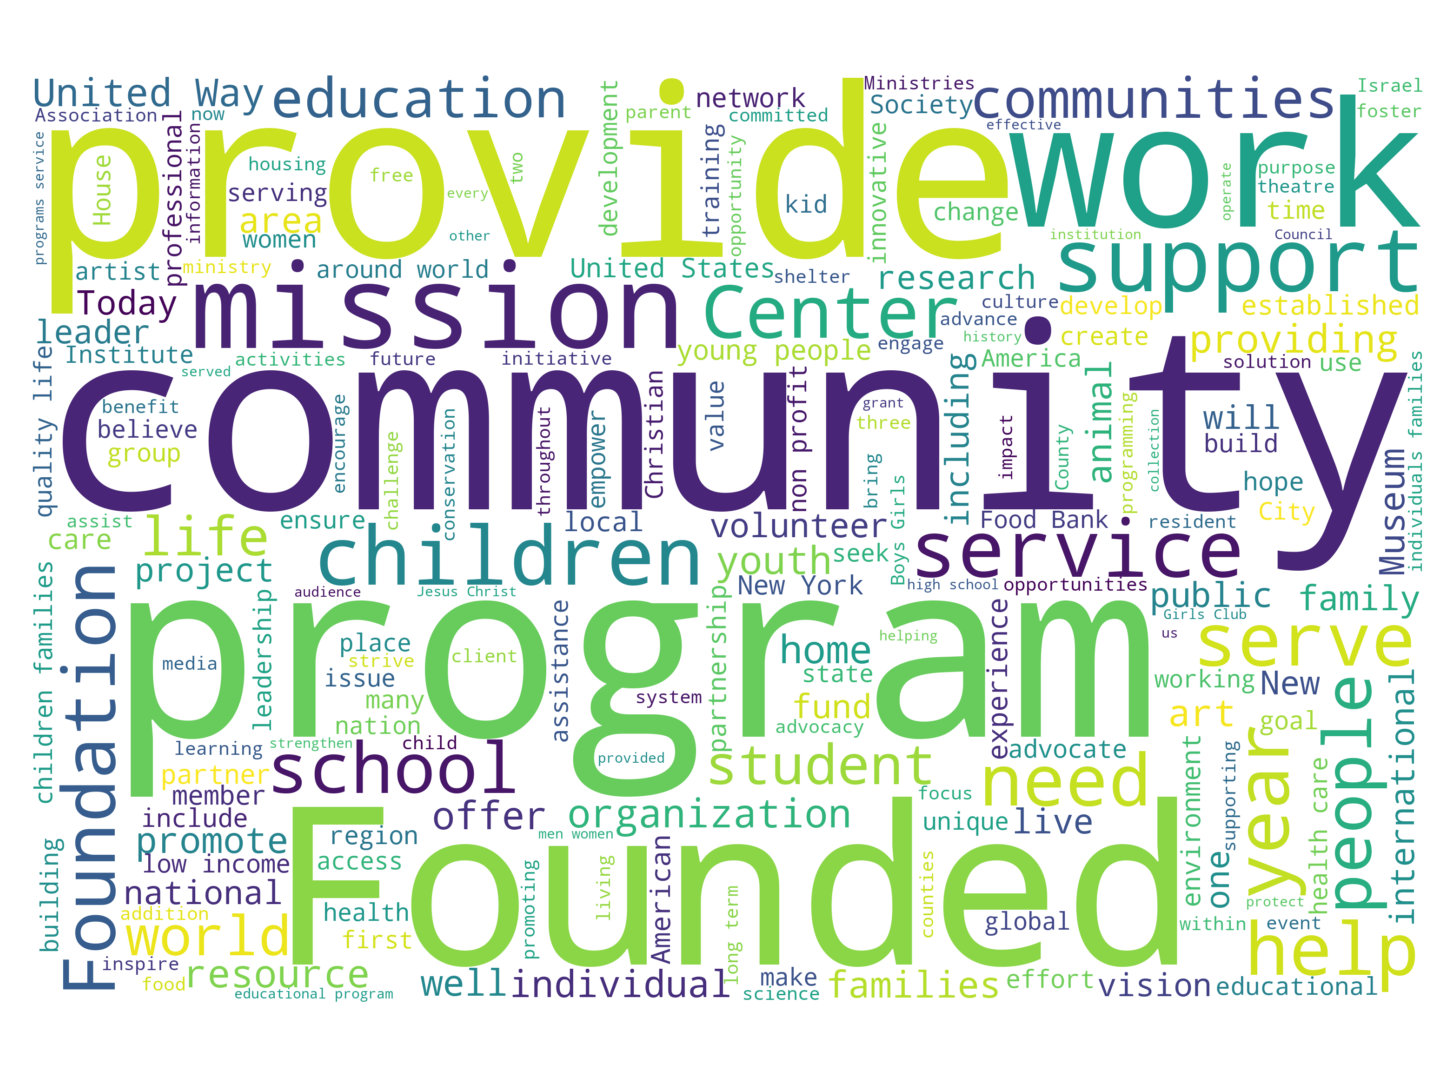 United Way
education
provide
network
Ministries
Society
communities
Israel
foster
Association
now
parent
committed
effective
work
programs service
House
professional
information
housing
serving
area
women
free
every
two
other
development
training
opportunity
kid
innovative
change
operate
purpose
theatre
time
institution
Council
support
artist
ministry
around world
United States
shelter
research
Today
mission
Center
culture
develop
established
leader
advance
create
providing
Institute
served
activities
future
initiative
young people
engage
history
America
solution
use
quality life
community
benefit
believe
group
encourage
challenge
conservation
throughout
empower
Christian
value
non profit
grant
three
bring
including
impact
County
animal
programming
collection
will
build
hope
City
Museum
individuals families
assist
care
life
ensure
children
local
volunteer
youth
seek
Boys Girls
Food Bank
service
resident
project
audience
Jesus Christ
New York
high school
opportunities
public
Girls Club
family
children families
Foundation
program
leadership
media
place
strive
issue
many
nation
client
assistance
system
provided
partnership
home
state
fund
advocacy
helping
experience
us
serve
working
New
learning
strengthen
child
partner
member
school
student
advocate
need
art
goal
people
international
include
promote
offer
organization
focus
unique
live
environment
one
supporting
year
health care
region
access
men women
low income
national
building
Founded
addition
world
health
first
promoting
living
American
long term
counties
global
within
event
protect
help
inspire
food
resource
educational program
well
individual
make
science
families
effort
vision
educational